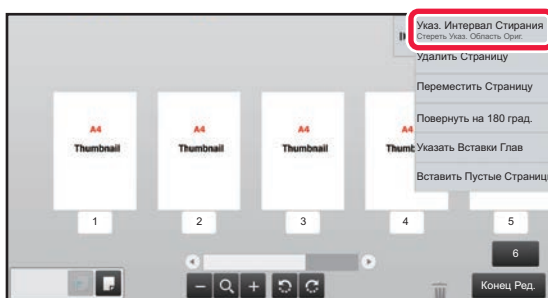 Указ. Интервал Стирания
Стереть Указ. Область Ориг.
Удалить Страницу
Переместить Страницу
Повернуть на 180 град.
Указать Вставки Глав
Вставить Пустые Страниц
A4
Thumbnail
A4
Thumbnail
A4
Thumbnail
A4
Thumb
1
2
3
4
5
6
Конец Ред.